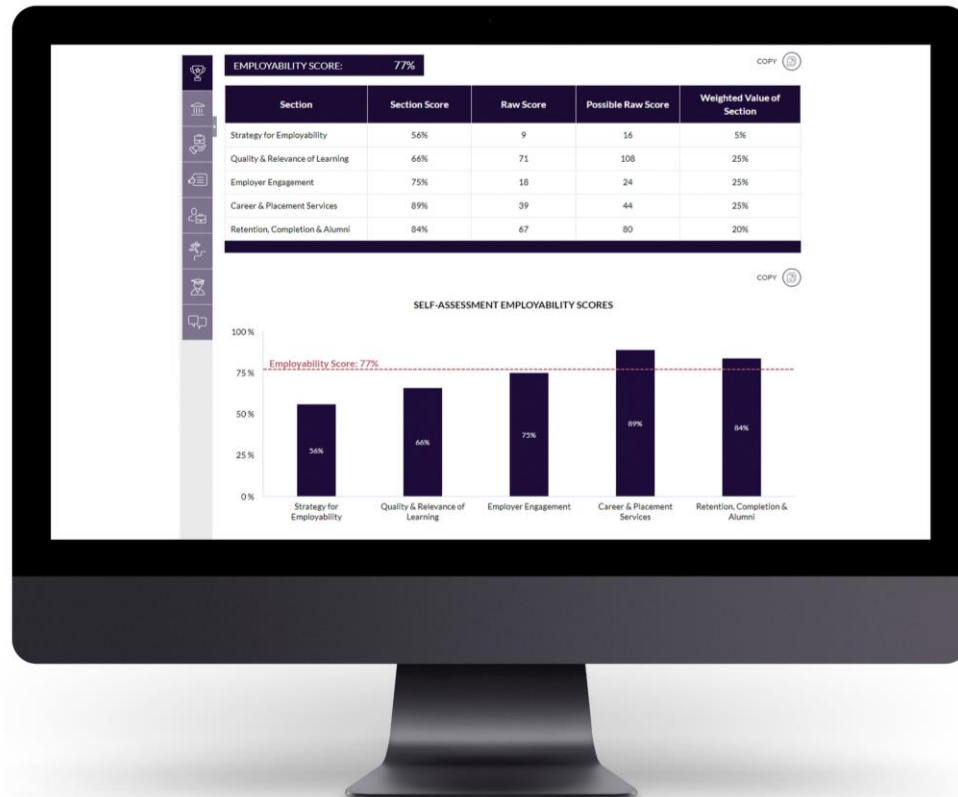 EMPLOYABILITY SCORE: 77%
COPY
Section Section Score Raw Score Possible Raw Score Weighted Value of
Section
Strategy for Employability 56% 9 16 5%
Quality & Relevance of Learning 66% 71 108 25%
Employer Engagement 75% 18 24 25%
Career & Placement Services 89% 39 44 25%
Retention, Completion & Alumni 84% 67 80 20%
COPY
SELF-ASSESSMENT EMPLOYABILITY SCORES
100 %
Employability Score: 77%
75 %
50 %
25 %
0 %
56%
66%
75%
89%
84%
Strategy for
Employability
Quality & Relevance of
Learning
Employer Engagement
Career & Placement
Services
Retention, Completion &
Alumni